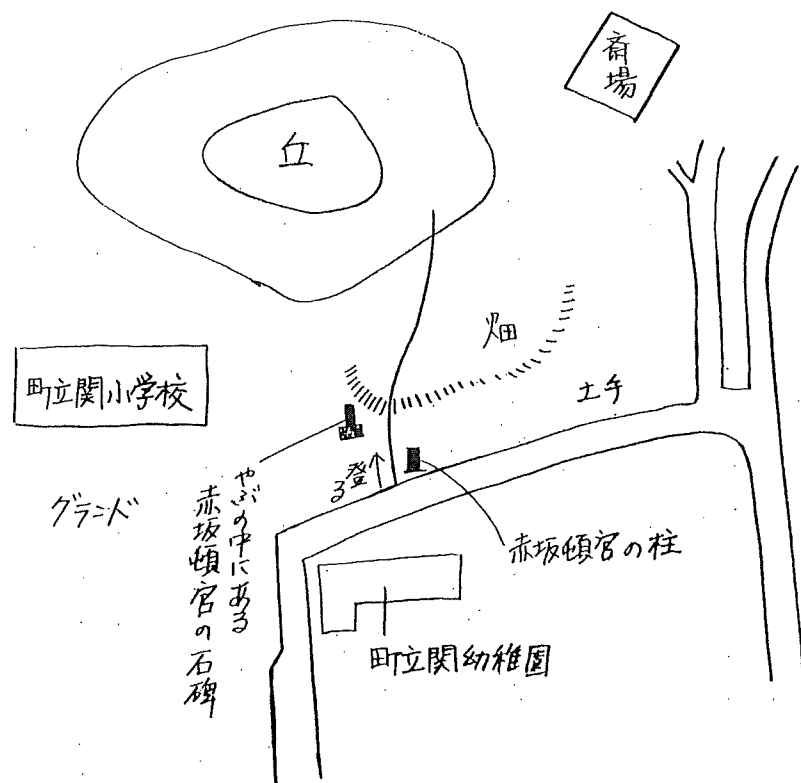 斎場
丘
畑
町立関小学校
土手
登る
グランド
やぶの中にある
赤坂頓宮の石碑
赤坂頓宮の柱
町立関幼稚園